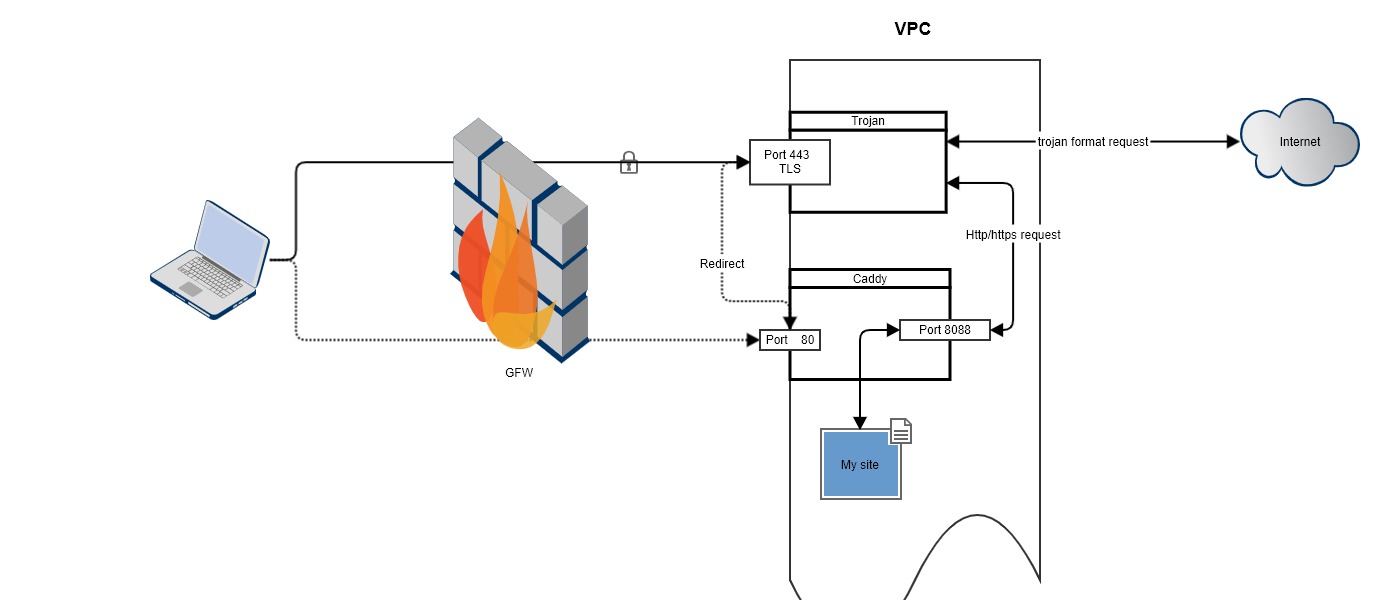 VPC
Trojan
Port 443
TLS
trojan format request
Internet
Http/https request
Redirect
Caddy
Port 80
Port 8088
GFW
My site